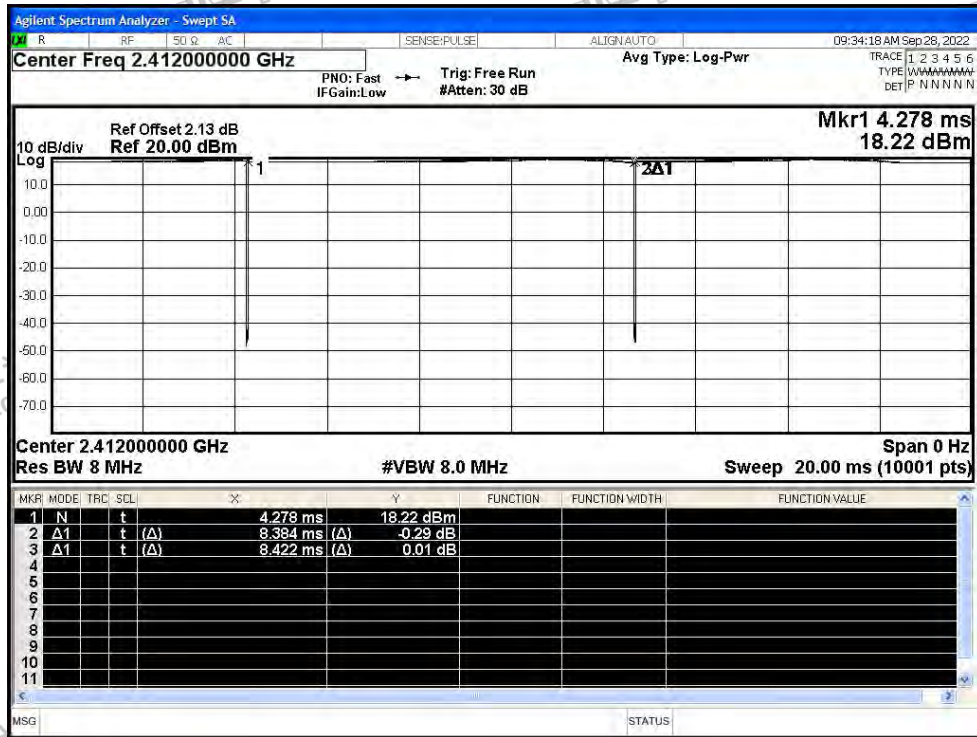 Agilent Spectrum Analyzer - Swept SA
LXI R RF 50 Ω AC SENSE:PULSE ALIGN AUTO 09:34:18 AM Sep 28, 2022
Center Freq 2.412000000 GHz
Avg Type: Log-Pwr
TRACE 1 2 3 4 5 6
PNO: Fast Trig: Free Run
TYPE WWWWWW
IFGain:Low #Atten: 30 dB
DET P N N N N N
Mkr1 4.278 ms
Ref Offset 2.13 dB
10 dB/div Ref 20.00 dBm 18.22 dBm
Log
1
2Δ1
10.0
0.00
-10.0
-20.0
-30.0
-40.0
-50.0
-60.0
-70.0
Center 2.412000000 GHz Span 0 Hz
Res BW 8 MHz #VBW 8.0 MHz Sweep 20.00 ms (10001 pts)
MKR MODE TRC SCL X Y FUNCTION FUNCTION WIDTH FUNCTION VALUE
1 N t 4.278 ms 18.22 dBm
2 Δ1 t (Δ) 8.384 ms (Δ) -0.29 dB
3 Δ1 t (Δ) 8.422 ms (Δ) 0.01 dB
4
5
6
7
8
9
10
11
MSG STATUS